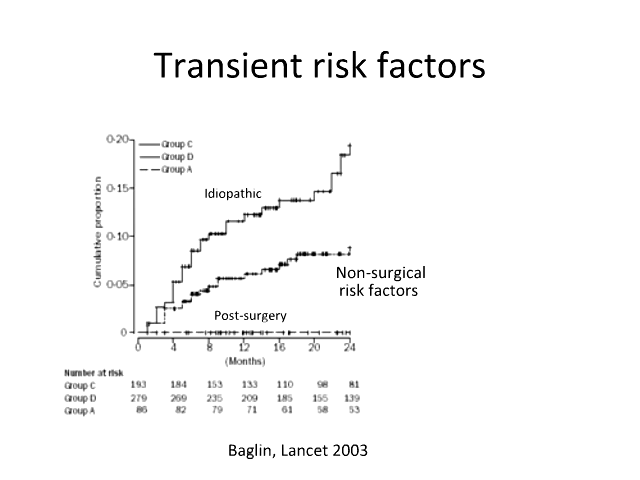 Transient risk factors
0·20
Group C
Group D
Group A
0·15
Idiopathic
0·10
Cumulative proportion
0·05
Non-surgical
risk factors
Post-surgery
0
0 4 8 12 16 20 24
(Months)
Number at risk
Group C 193 184 153 133 110 98 81
Group D 279 269 235 209 185 155 139
Group A 86 82 79 71 61 58 53
Baglin, Lancet 2003